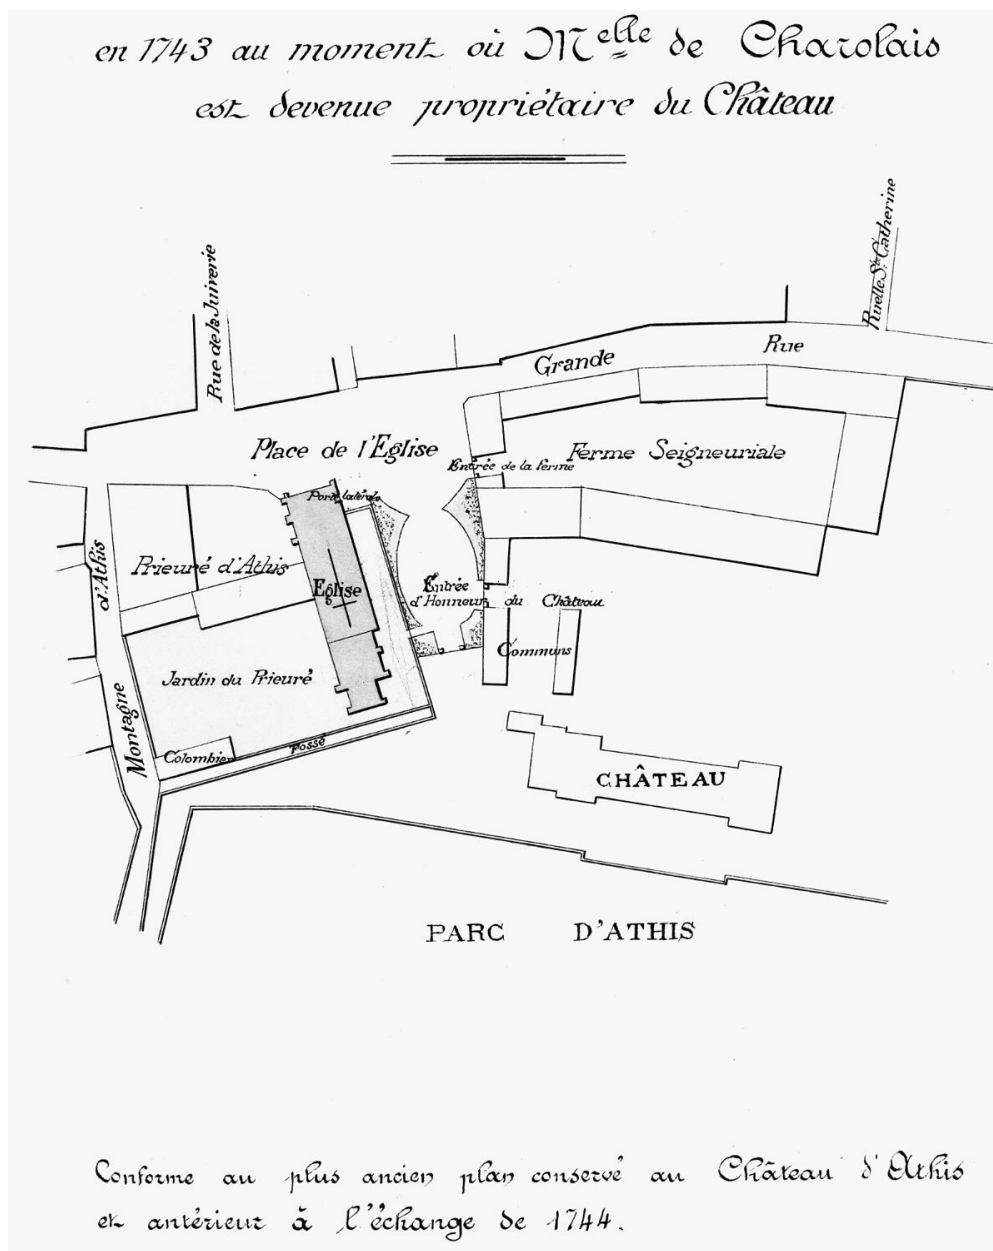 en 1743 au moment où Melle de Charolais
est devenue propriétaire du Château
Ruelle Ste Catherine
Rue de la Juiverie
Grande Rue
Place de l'Eglise
Entrée de la ferme
Ferme Seigneuriale
Porte latérale
Prieuré d'Athis
Eglise
Entrée
d'Honneur du Château
Communs
Jardin du Prieuré
Montagne d'Athis
Colombier
Fossé
CHÂTEAU
PARC D'ATHIS
Conforme au plus ancien plan conservé au Château d'Athis
et antérieur à l'échange de 1744.